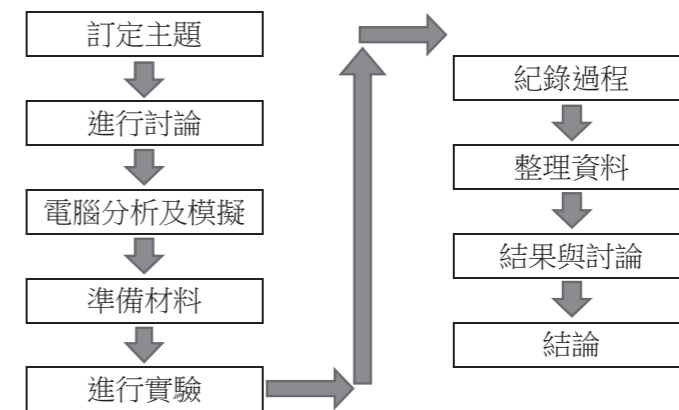 訂定主題
進行討論
電腦分析及模擬
準備材料
進行實驗
紀錄過程
整理資料
結果與討論
結論